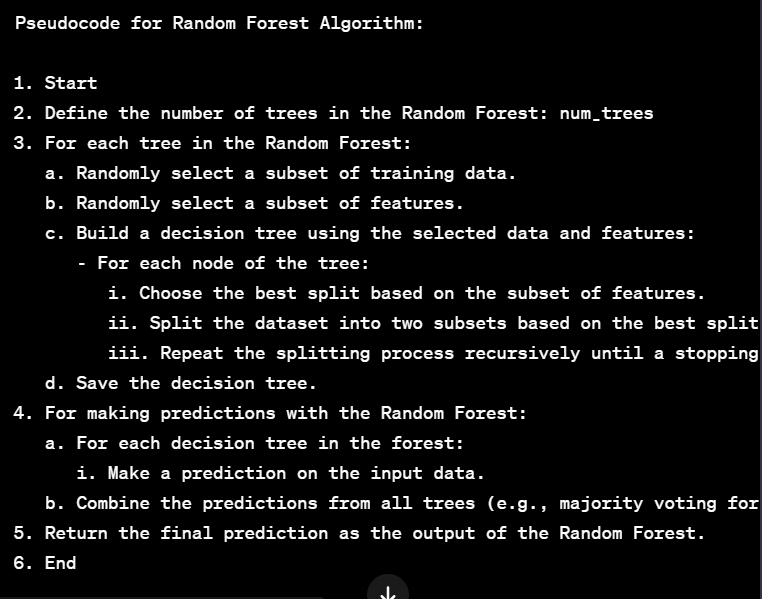 Pseudocode for Random Forest Algorithm:
1. Start
2. Define the number of trees in the Random Forest: num_trees
3. For each tree in the Random Forest:
a. Randomly select a subset of training data.
b. Randomly select a subset of features.
c. Build a decision tree using the selected data and features:
- For each node of the tree:
i. Choose the best split based on the subset of features.
ii. Split the dataset into two subsets based on the best split
iii. Repeat the splitting process recursively until a stopping
d. Save the decision tree.
4. For making predictions with the Random Forest:
a. For each decision tree in the forest:
i. Make a prediction on the input data.
b. Combine the predictions from all trees (e.g., majority voting for
5. Return the final prediction as the output of the Random Forest.
6. End